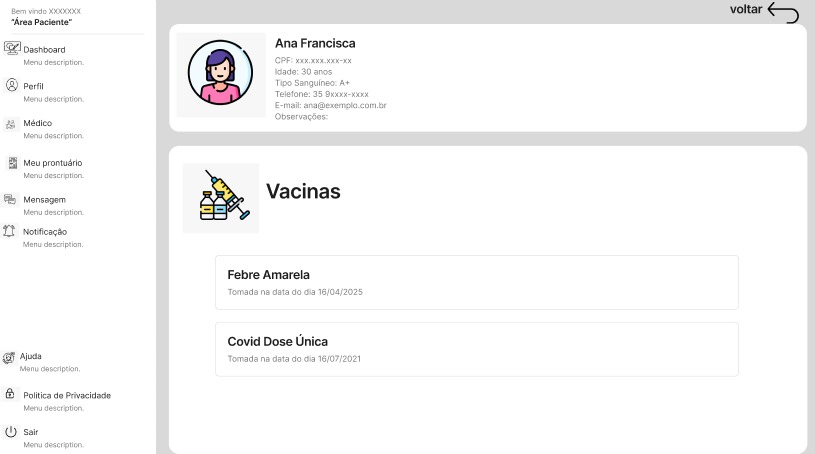 Bem vindo XXXXXXX
"Área Paciente"
Dashboard
Menu description.
Perfil
Menu description.
Médico
Menu description.
Meu prontuário
Menu description.
Mensagem
Menu description.
Notificação
Menu description.
Ajuda
Menu description.
Política de Privacidade
Menu description.
Sair
Menu description.
voltar
Ana Francisca
CPF: xxx.xxx.xxx-xx
Idade: 30 anos
Tipo Sanguíneo: A+
Telefone: 35 9xxxx-xxxx
E-mail: ana@exemplo.com.br
Observações:
Vacinas
Febre Amarela
Tomada na data do dia 16/04/2025
Covid Dose Única
Tomada na data do dia 16/07/2021